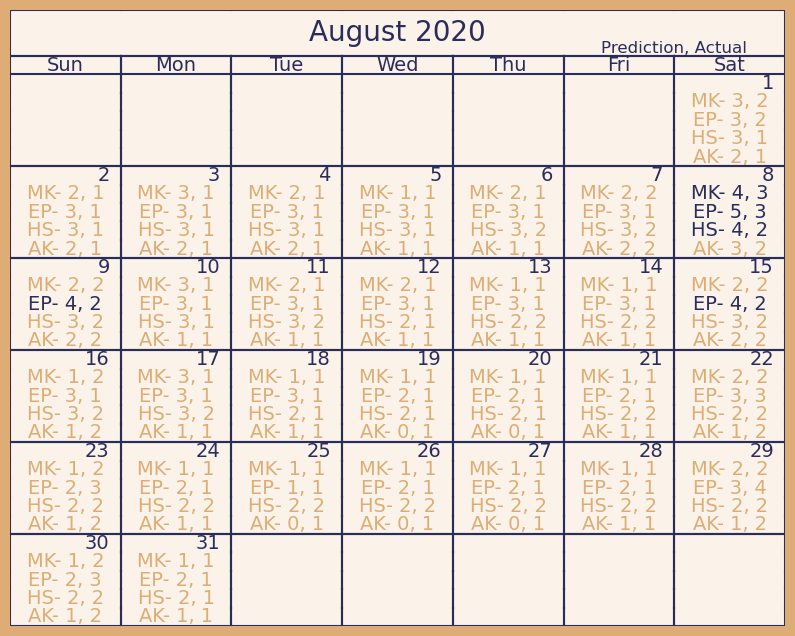 August 2020
Prediction, Actual
Sun Mon Tue Wed Thu Fri Sat
1
MK- 3, 2
EP- 3, 2
HS- 3, 1
AK- 2, 1
2 3 4 5 6 7 8
MK- 2, 1 MK- 3, 1 MK- 2, 1 MK- 1, 1 MK- 2, 1 MK- 2, 2 MK- 4, 3
EP- 3, 1 EP- 3, 1 EP- 3, 1 EP- 3, 1 EP- 3, 1 EP- 3, 1 EP- 5, 3
HS- 3, 1 HS- 3, 1 HS- 3, 1 HS- 3, 1 HS- 3, 2 HS- 3, 2 HS- 4, 2
AK- 2, 1 AK- 2, 1 AK- 2, 1 AK- 1, 1 AK- 1, 1 AK- 2, 2 AK- 3, 2
9 10 11 12 13 14 15
MK- 2, 2 MK- 3, 1 MK- 2, 1 MK- 2, 1 MK- 1, 1 MK- 1, 1 MK- 2, 2
EP- 4, 2 EP- 3, 1 EP- 3, 1 EP- 3, 1 EP- 3, 1 EP- 3, 1 EP- 4, 2
HS- 3, 2 HS- 3, 1 HS- 3, 2 HS- 2, 1 HS- 2, 2 HS- 2, 2 HS- 3, 2
AK- 2, 2 AK- 1, 1 AK- 1, 1 AK- 1, 1 AK- 1, 1 AK- 1, 1 AK- 2, 2
16 17 18 19 20 21 22
MK- 1, 2 MK- 3, 1 MK- 1, 1 MK- 1, 1 MK- 1, 1 MK- 1, 1 MK- 2, 2
EP- 3, 1 EP- 3, 1 EP- 3, 1 EP- 2, 1 EP- 2, 1 EP- 2, 1 EP- 3, 3
HS- 3, 2 HS- 3, 2 HS- 2, 1 HS- 2, 1 HS- 2, 1 HS- 2, 2 HS- 2, 2
AK- 1, 2 AK- 1, 1 AK- 1, 1 AK- 0, 1 AK- 0, 1 AK- 1, 1 AK- 1, 2
23 24 25 26 27 28 29
MK- 1, 2 MK- 1, 1 MK- 1, 1 MK- 1, 1 MK- 1, 1 MK- 1, 1 MK- 2, 2
EP- 2, 3 EP- 2, 1 EP- 1, 1 EP- 2, 1 EP- 2, 1 EP- 2, 1 EP- 3, 4
HS- 2, 2 HS- 2, 2 HS- 2, 2 HS- 2, 2 HS- 2, 2 HS- 2, 2 HS- 2, 2
AK- 1, 2 AK- 1, 1 AK- 0, 1 AK- 0, 1 AK- 0, 1 AK- 1, 1 AK- 1, 2
30 31
MK- 1, 2 MK- 1, 1
EP- 2, 3 EP- 2, 1
HS- 2, 2 HS- 2, 1
AK- 1, 2 AK- 1, 1